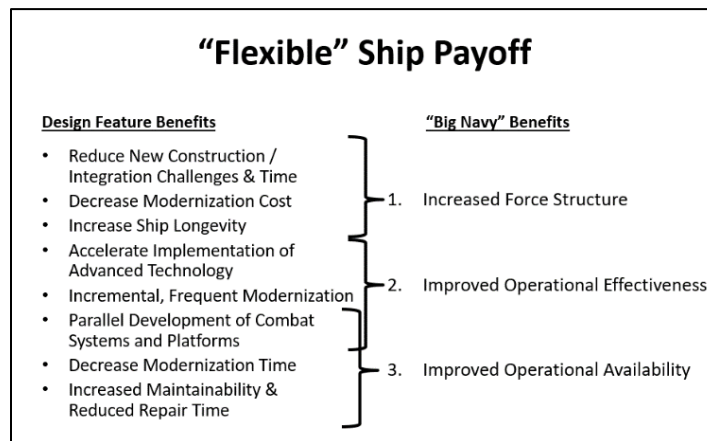 “Flexible” Ship Payoff
Design Feature Benefits
• Reduce New Construction /
Integration Challenges & Time
• Decrease Modernization Cost
• Increase Ship Longevity
• Accelerate Implementation of
Advanced Technology
• Incremental, Frequent Modernization
• Parallel Development of Combat
Systems and Platforms
• Decrease Modernization Time
• Increased Maintainability &
Reduced Repair Time
“Big Navy” Benefits
1. Increased Force Structure
2. Improved Operational Effectiveness
3. Improved Operational Availability